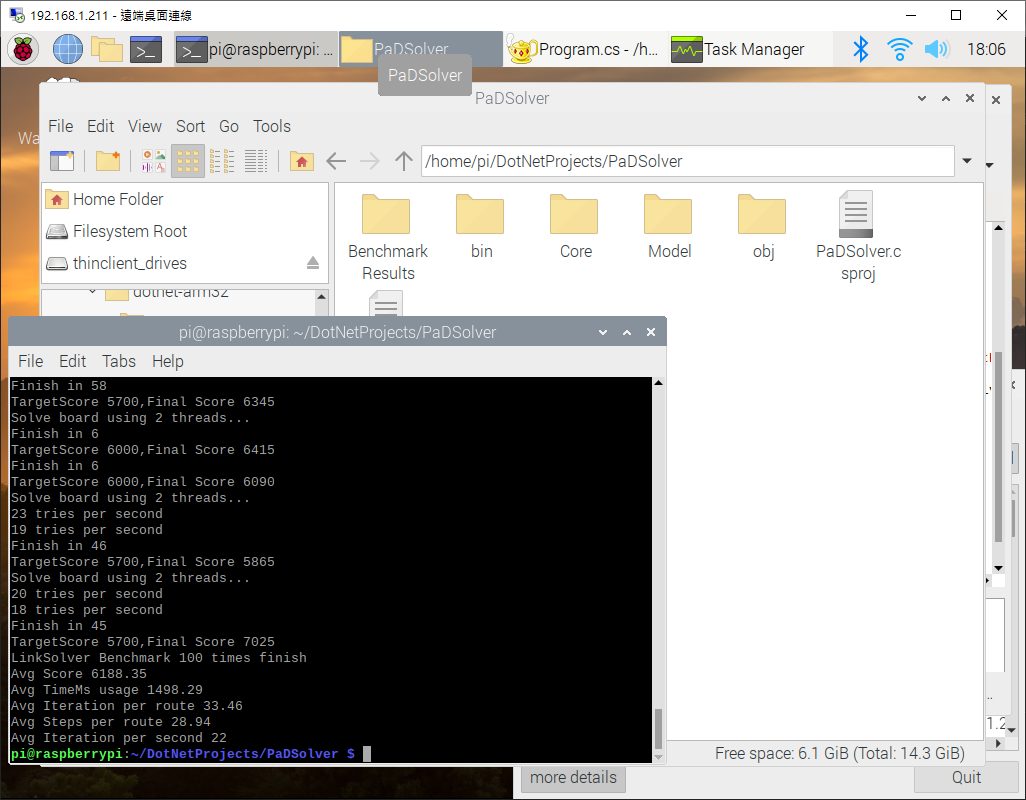 192.168.1.211 - 遠端桌面連線
pi@raspberrypi: ...
PaDSolver
Program.cs - /h...
Task Manager
18:06
PaDSolver
Wa
PaDSolver
File Edit View Sort Go Tools
/home/pi/DotNetProjects/PaDSolver
Home Folder
Filesystem Root
thinclient_drives
dotnet-arm32
Benchmark
Results
bin
Core
Model
obj
PaDSolver.c
sproj
pi@raspberrypi: ~/DotNetProjects/PaDSolver
File Edit Tabs Help
Finish in 58
TargetScore 5700,Final Score 6345
Solve board using 2 threads...
Finish in 6
TargetScore 6000,Final Score 6415
Finish in 6
TargetScore 6000,Final Score 6090
Solve board using 2 threads...
23 tries per second
19 tries per second
Finish in 46
TargetScore 5700,Final Score 5865
Solve board using 2 threads...
20 tries per second
18 tries per second
Finish in 45
TargetScore 5700,Final Score 7025
LinkSolver Benchmark 100 times finish
Avg Score 6188.35
Avg TimeMs usage 1498.29
Avg Iteration per route 33.46
Avg Steps per route 28.94
Avg Iteration per second 22
pi@raspberrypi:~/DotNetProjects/PaDSolver $
Free space: 6.1 GiB (Total: 14.3 GiB)
1.2
more details
Quit